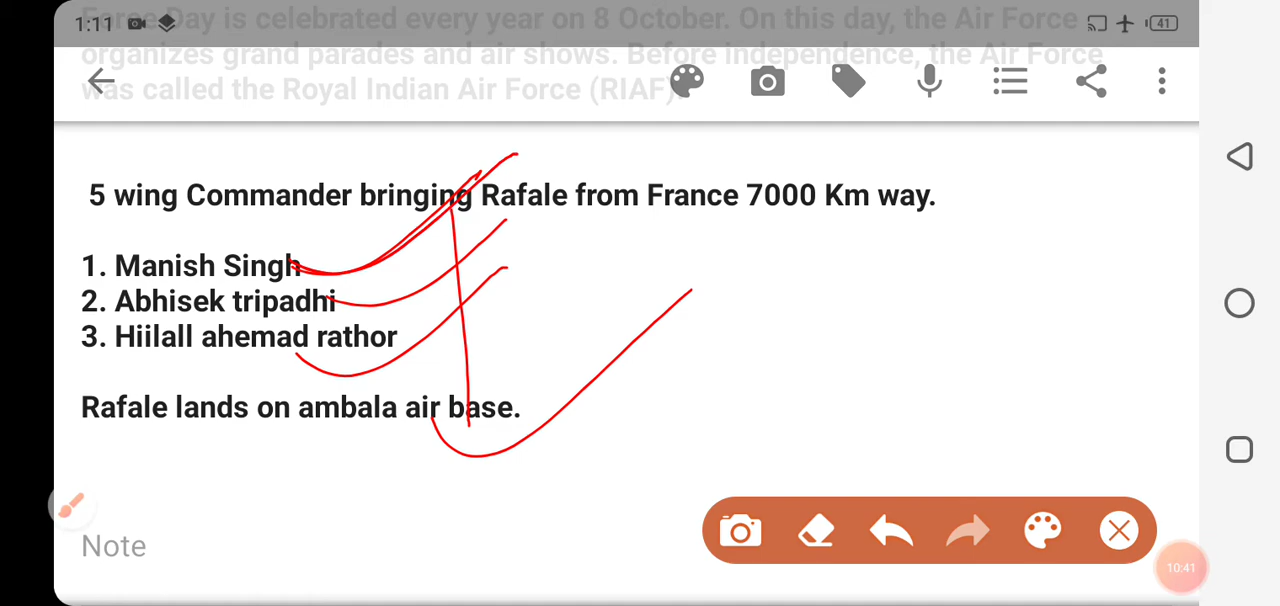 1:11
41
Force Day is celebrated every year on 8 October. On this day, the Air Force
organizes grand parades and air shows. Before independence, the Air Force
was called the Royal Indian Air Force (RIAF).
5 wing Commander bringing Rafale from France 7000 Km way.
1. Manish Singh
2. Abhisek tripadhi
3. Hiilall ahemad rathor
Rafale lands on ambala air base.
Note
10:41